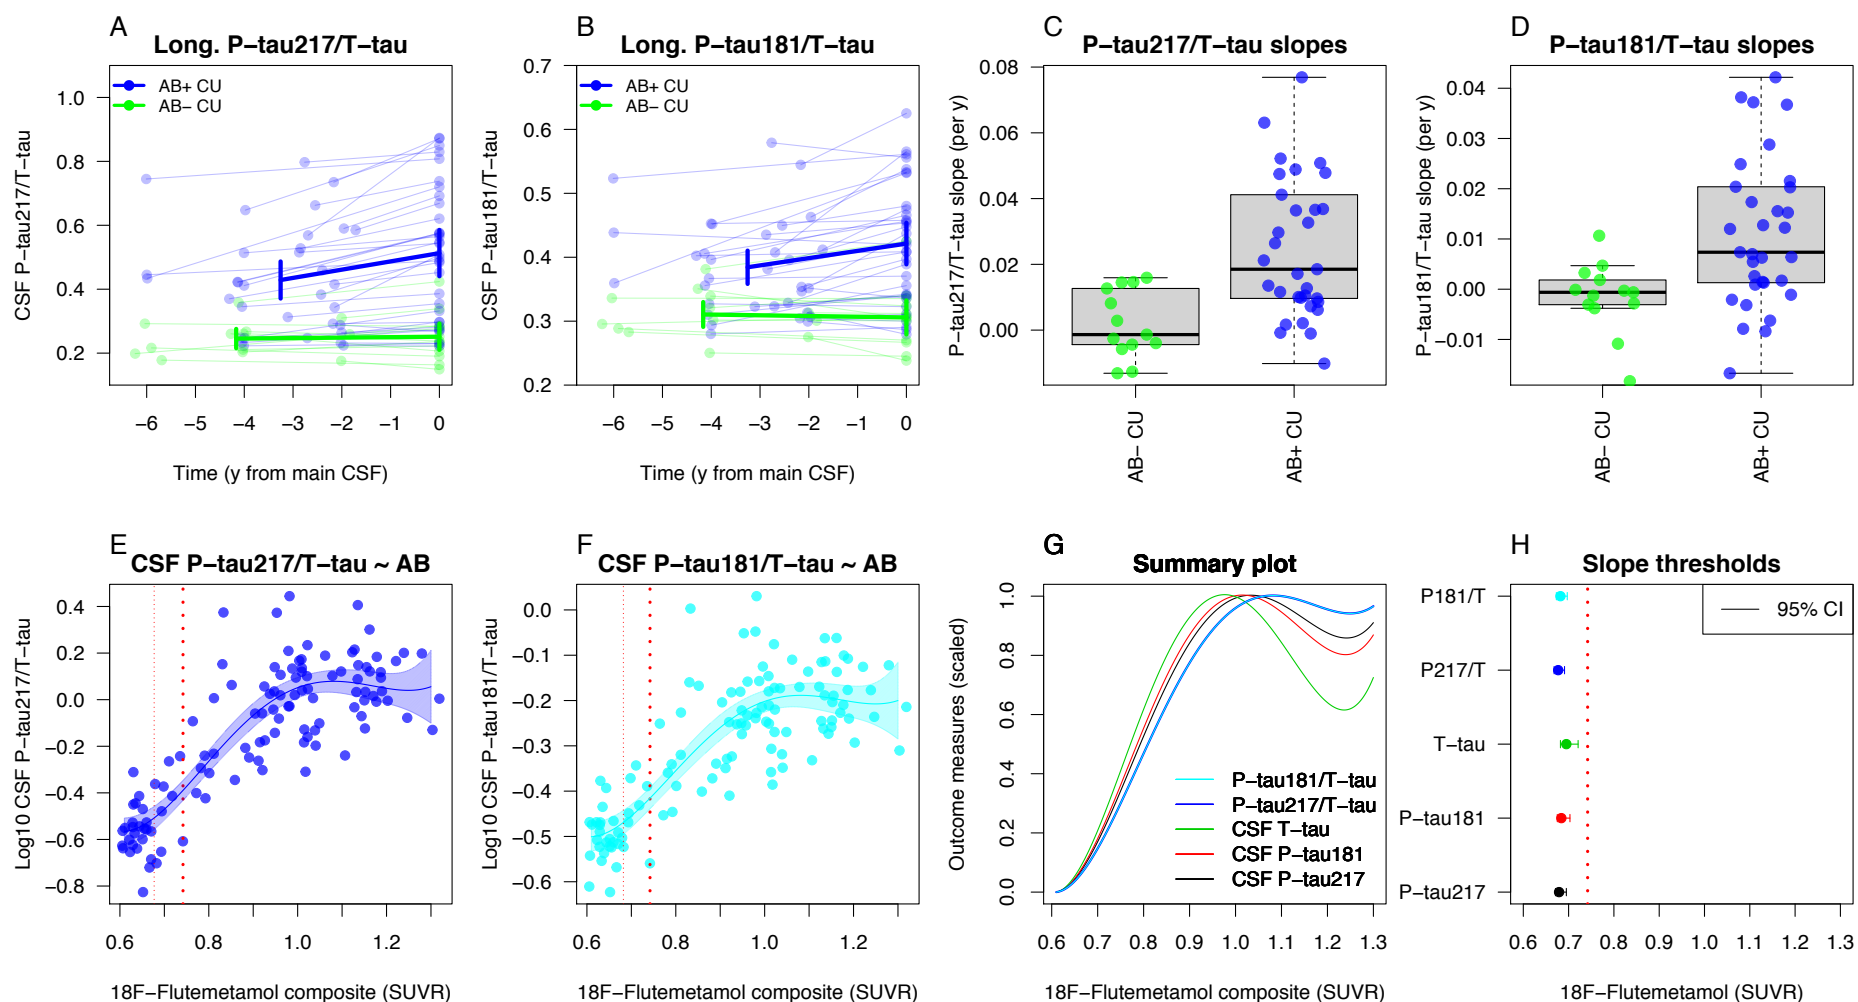 A
Long. P−tau217/T−tau
AB+ CU
AB− CU
CSF P−tau217/T−tau
1.0
0.8
0.6
0.4
0.2
−6 −5 −4 −3 −2 −1 0
Time (y from main CSF)
B
Long. P−tau181/T−tau
AB+ CU
AB− CU
CSF P−tau181/T−tau
0.7
0.6
0.5
0.4
0.3
0.2
−6 −5 −4 −3 −2 −1 0
Time (y from main CSF)
C
P−tau217/T−tau slopes
P−tau217/T−tau slope (per y)
0.08
0.06
0.04
0.02
0.00
AB− CU
AB+ CU
D
P−tau181/T−tau slopes
P−tau181/T−tau slope (per y)
0.04
0.03
0.02
0.01
0.00
−0.01
AB− CU
AB+ CU
E
CSF P−tau217/T−tau ~ AB
Log10 CSF P−tau217/T−tau
0.4
0.2
0.0
−0.2
−0.4
−0.6
−0.8
0.6 0.8 1.0 1.2
18F−Flutemetamol composite (SUVR)
F
CSF P−tau181/T−tau ~ AB
Log10 CSF P−tau181/T−tau
0.0
−0.1
−0.2
−0.3
−0.4
−0.5
−0.6
0.6 0.8 1.0 1.2
18F−Flutemetamol composite (SUVR)
G
Summary plot
Outcome measures (scaled)
1.0
0.8
0.6
0.4
0.2
0.0
P−tau181/T−tau
P−tau217/T−tau
CSF T−tau
CSF P−tau181
CSF P−tau217
0.6 0.7 0.8 0.9 1.0 1.1 1.2 1.3
18F−Flutemetamol composite (SUVR)
H
Slope thresholds
95% CI
P181/T
P217/T
T−tau
P−tau181
P−tau217
0.6 0.7 0.8 0.9 1.0 1.1 1.2 1.3
18F−Flutemetamol (SUVR)